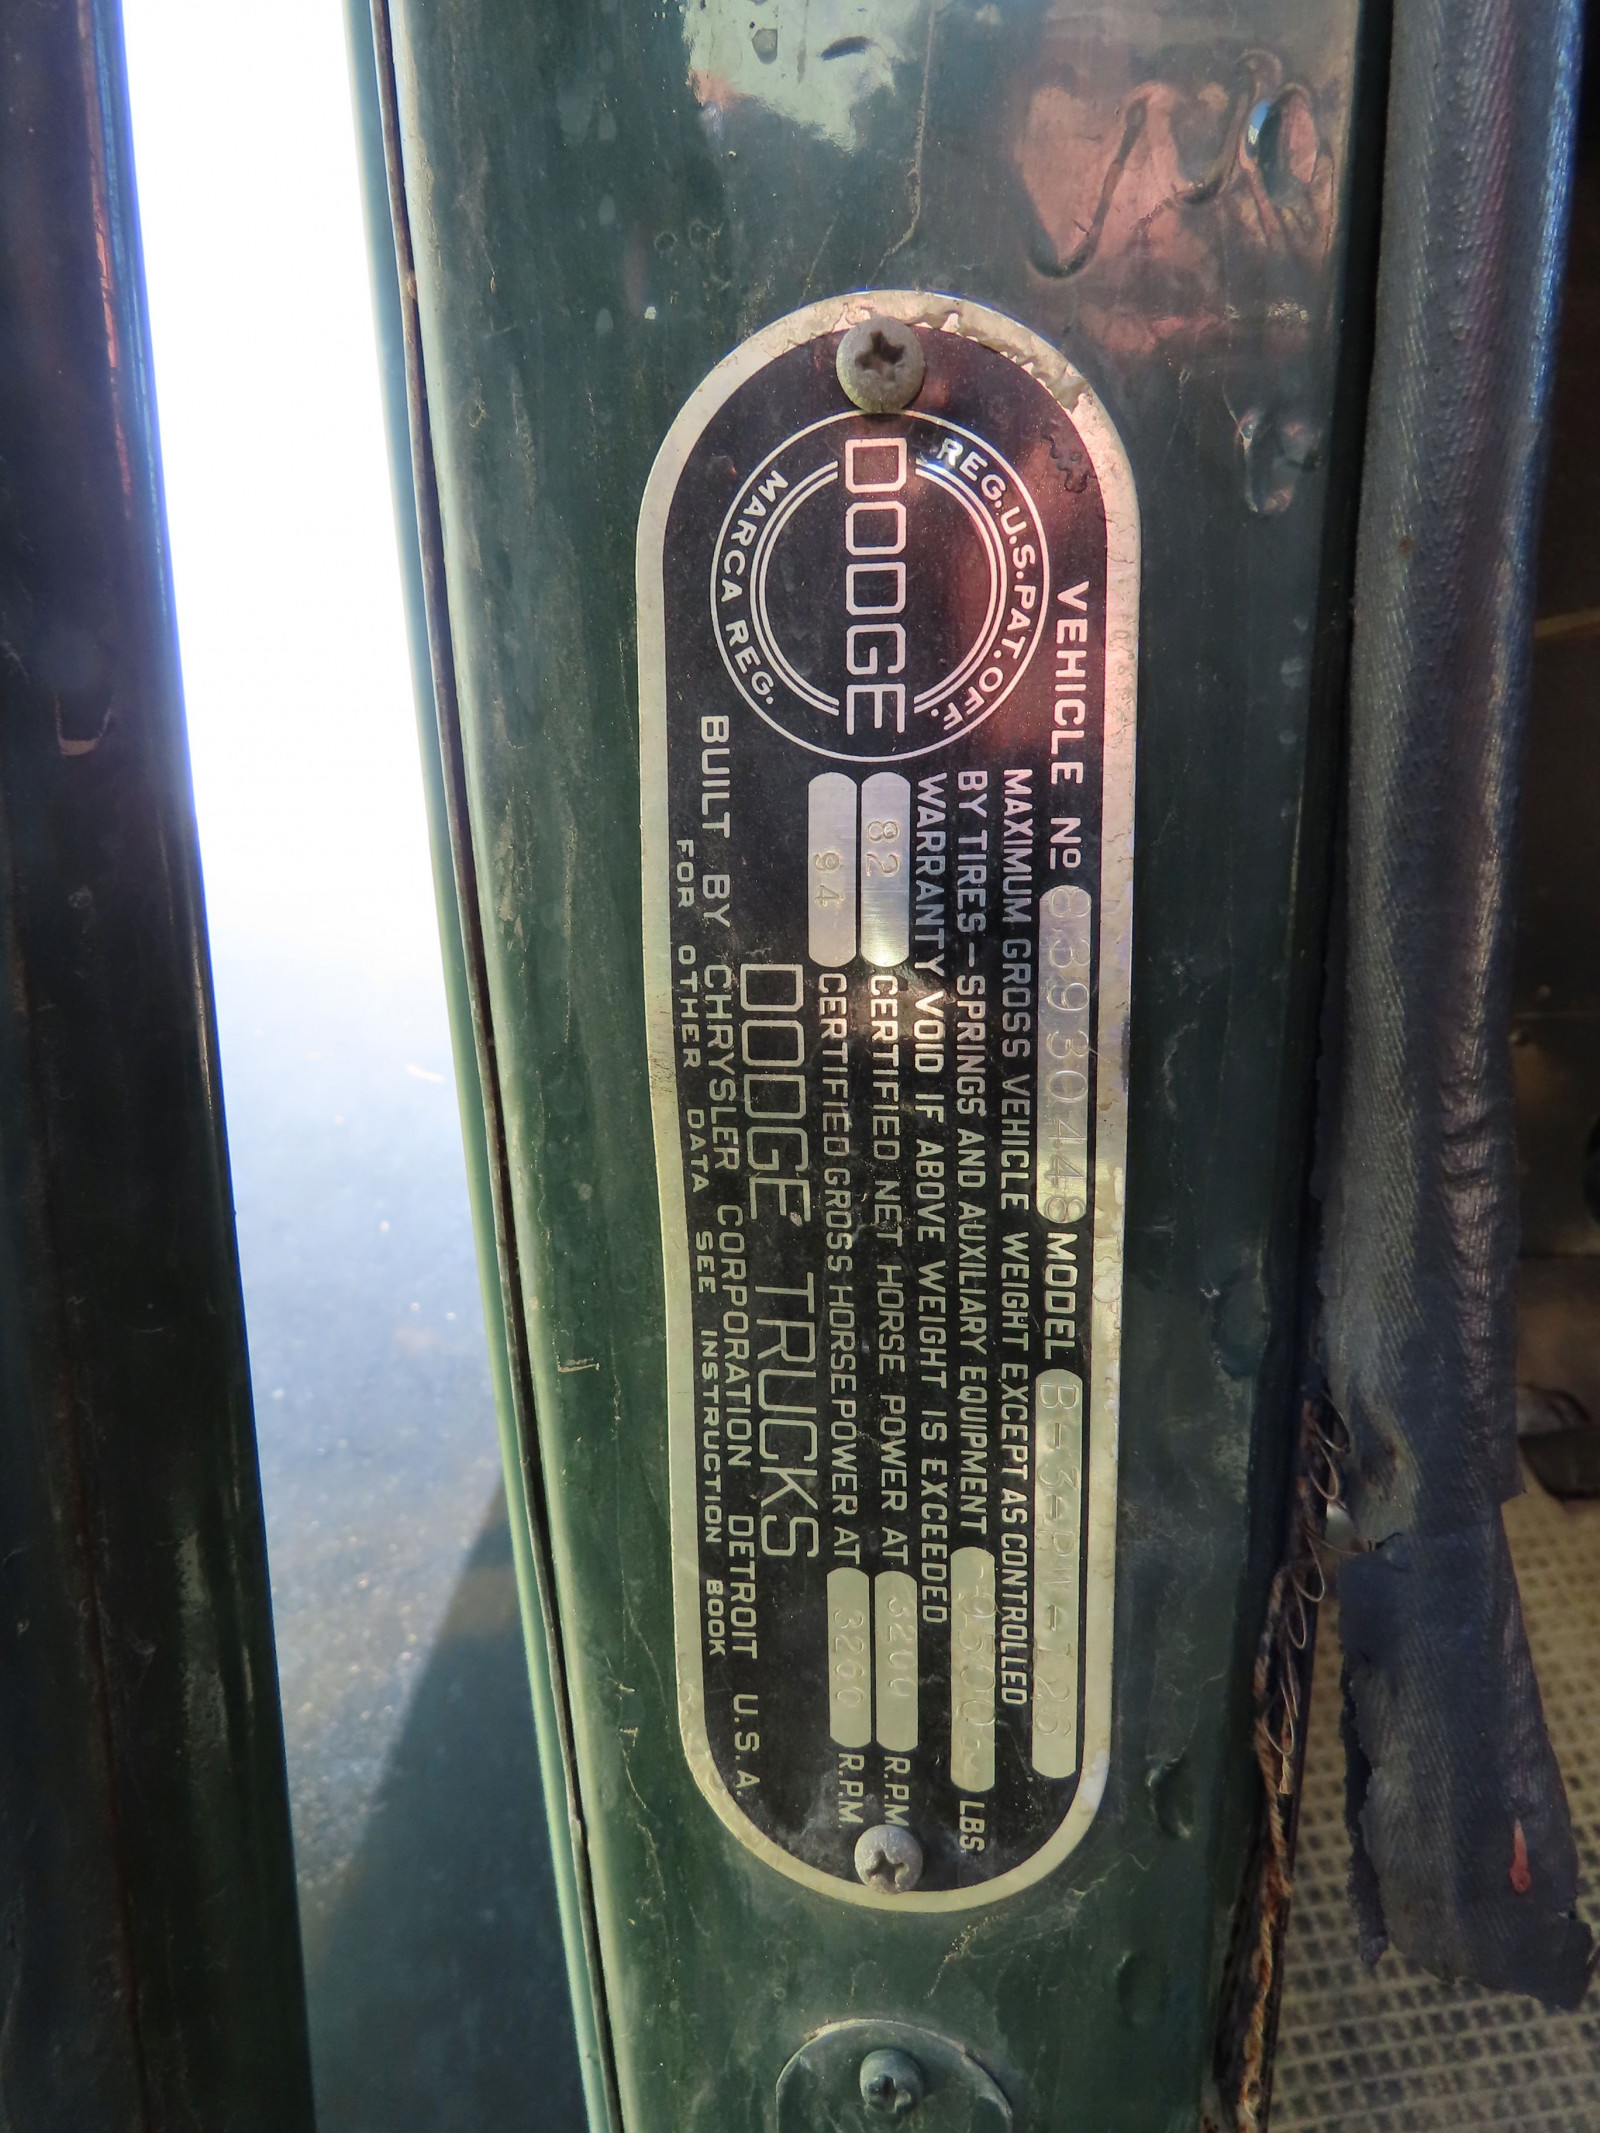 REG. U.S. PAT. OFF.
DODGE
MARCA REG.
VEHICLE No 83930448 MODEL B-3-PW-126
MAXIMUM GROSS VEHICLE WEIGHT EXCEPT AS CONTROLLED
BY TIRES-SPRINGS AND AUXILIARY EQUIPMENT -9500- LBS
WARRANTY VOID IF ABOVE WEIGHT IS EXCEEDED
82 CERTIFIED NET HORSE POWER AT 3200 R.P.M
94 CERTIFIED GROSS HORSEPOWER AT 3260 R.P.M
DODGE TRUCKS
BUILT BY CHRYSLER CORPORATION DETROIT U.S.A.
FOR OTHER DATA SEE INSTRUCTION BOOK